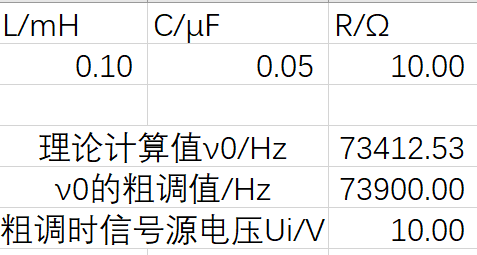 L/mH C/μF R/Ω
0.10 0.05 10.00
理论计算值ν0/Hz 73412.53
ν0的粗调值/Hz 73900.00
粗调时信号源电压Ui/V 10.00